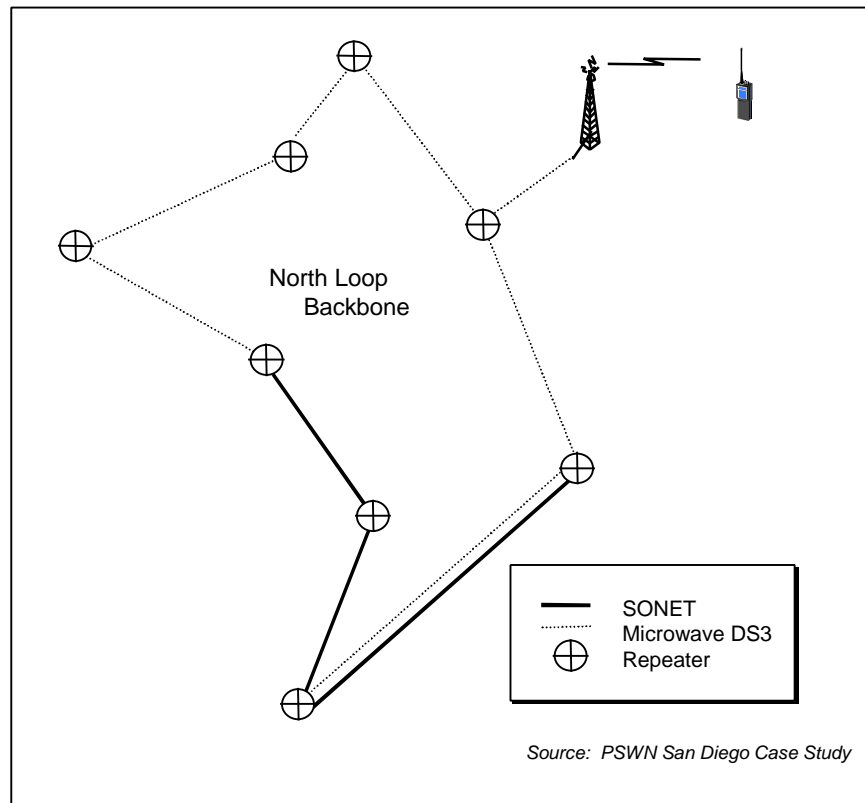 North Loop
Backbone
SONET
Microwave DS3
Repeater
Source: PSWN San Diego Case Study